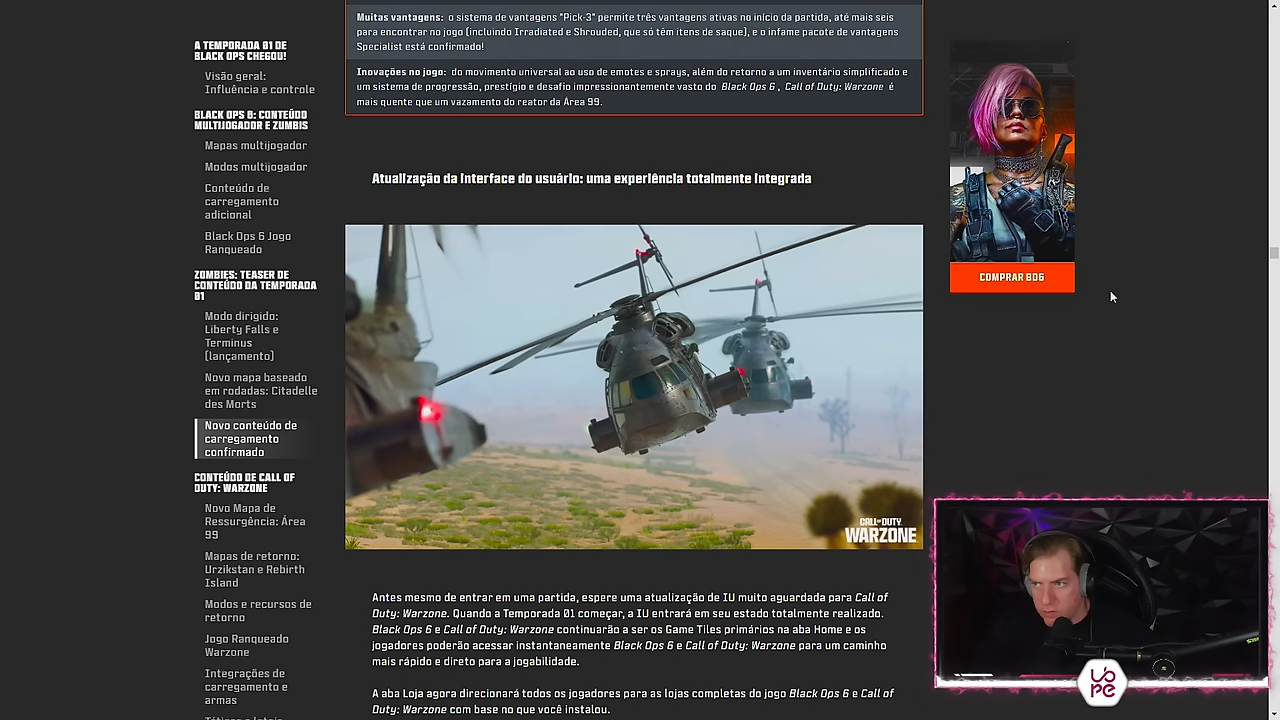 A TEMPORADA 01 DE
BLACK OPS CHEGOU!
Visão geral:
Influência e controle
BLACK OPS 6: CONTEÚDO
MULTIJOGADOR E ZUMBIS
Mapas multijogador
Modos multijogador
Conteúdo de
carregamento
adicional
Black Ops 6 Jogo
Ranqueado
ZOMBIES: TEASER DE
CONTEÚDO DA TEMPORADA
01
Modo dirigido:
Liberty Falls e
Terminus
(lançamento)
Novo mapa baseado
em rodadas: Citadelle
des Morts
Novo conteúdo de
carregamento
confirmado
CONTEÚDO DE CALL OF
DUTY: WARZONE
Novo Mapa de
Ressurgência: Área
99
Mapas de retorno:
Urzikstan e Rebirth
Island
Modos e recursos de
retorno
Jogo Ranqueado
Warzone
Integrações de
carregamento e
armas
Muitas vantagens: o sistema de vantagens "Pick-3" permite três vantagens ativas no início da partida, até mais seis
para encontrar no jogo (incluindo Irradiated e Shrouded, que só têm itens de saque), e o infame pacote de vantagens
Specialist está confirmado!
Inovações no jogo: do movimento universal ao uso de emotes e sprays, além do retorno a um inventário simplificado e
um sistema de progressão, prestígio e desafio impressionantemente vasto do Black Ops 6 , Call of Duty: Warzone é
mais quente que um vazamento do reator da Área 99.
Atualização da interface do usuário: uma experiência totalmente integrada
CALL OF DUTY
WARZONE
Antes mesmo de entrar em uma partida, espere uma atualização de IU muito aguardada para Call of
Duty: Warzone. Quando a Temporada 01 começar, a IU entrará em seu estado totalmente realizado.
Black Ops 6 e Call of Duty: Warzone continuarão a ser os Game Tiles primários na aba Home e os
jogadores poderão acessar instantaneamente Black Ops 6 e Call of Duty: Warzone para um caminho
mais rápido e direto para a jogabilidade.
A aba Loja agora direcionará todos os jogadores para as lojas completas do jogo Black Ops 6 e Call of
Duty: Warzone com base no que você instalou.
COMPRAR BO6